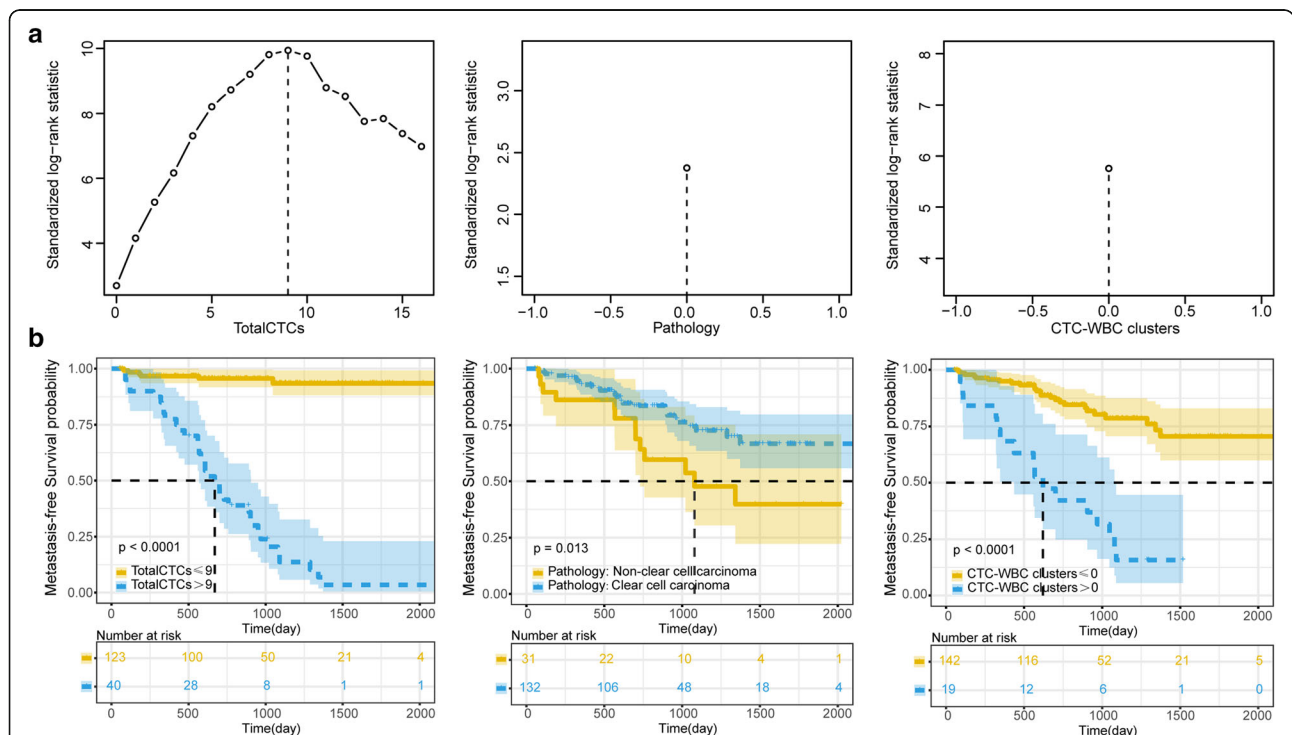 a
Standardized log-rank statistic
10
8
6
4
0 5 10 15
TotalCTCs
Standardized log-rank statistic
3.0
2.5
2.0
1.5
−1.0 −0.5 0.0 0.5 1.0
Pathology
Standardized log-rank statistic
8
7
6
5
4
−1.0 −0.5 0.0 0.5 1.0
CTC-WBC clusters
b
Metastasis-free Survival probability
1.00
0.75
0.50
0.25
0.00
p < 0.0001
TotalCTCs≤9
TotalCTCs>9
0 500 1000 1500 2000
Time(day)
Number at risk
123 100 50 21 4
40 28 8 1 1
0 500 1000 1500 2000
Time(day)
Metastasis-free Survival probability
1.00
0.75
0.50
0.25
0.00
p = 0.013
Pathology: Non-clear cell carcinoma
Pathology: Clear cell carcinoma
0 500 1000 1500 2000
Time(day)
Number at risk
31 22 10 4 1
132 106 48 18 4
0 500 1000 1500 2000
Time(day)
Metastasis-free Survival probability
1.00
0.75
0.50
0.25
0.00
p < 0.0001
CTC-WBC clusters≤0
CTC-WBC clusters>0
0 500 1000 1500 2000
Time(day)
Number at risk
142 116 52 21 5
19 12 6 1 0
0 500 1000 1500 2000
Time(day)